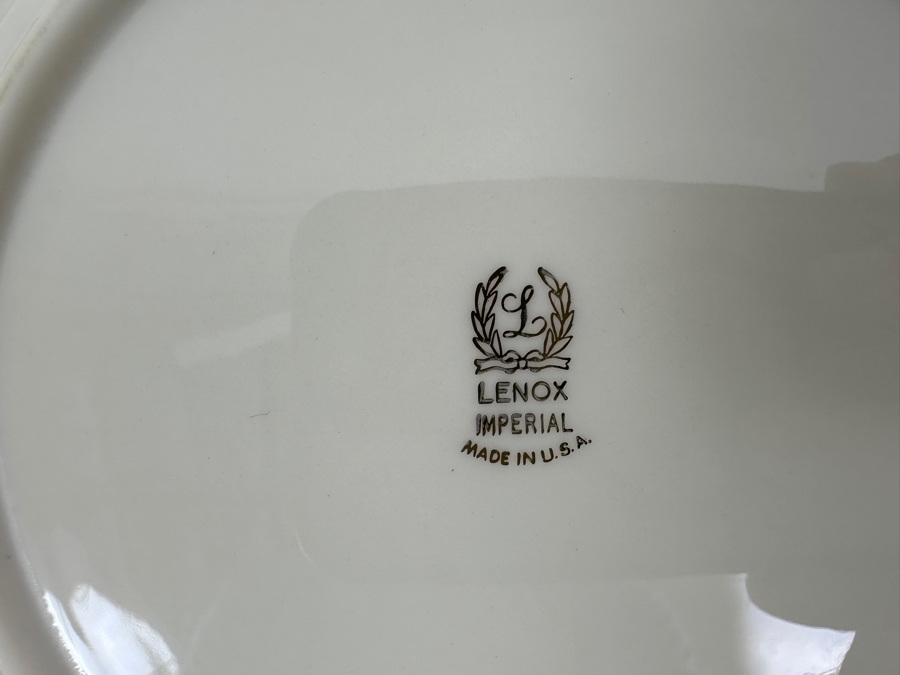 L
LENOX
IMPERIAL
MADE IN U.S.A.